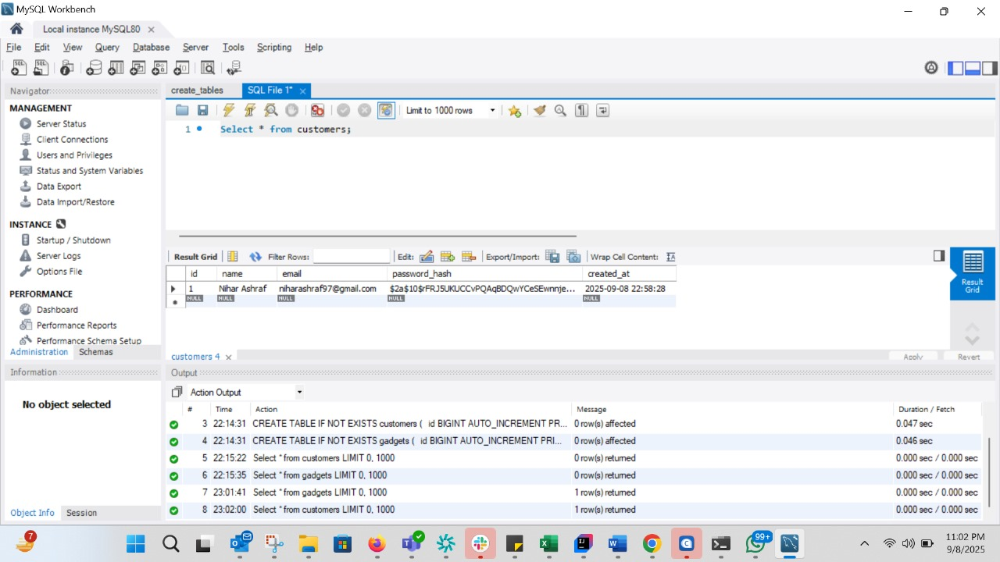 MySQL Workbench
Local instance MySQL80
File Edit View Query Database Server Tools Scripting Help
Navigator
MANAGEMENT
Server Status
Client Connections
Users and Privileges
Status and System Variables
Data Export
Data Import/Restore
INSTANCE
Startup / Shutdown
Server Logs
Options File
PERFORMANCE
Dashboard
Performance Reports
Performance Schema Setup
Administration Schemas
Information
No object selected
Object Info Session
create_tables SQL File 1*
Limit to 1000 rows
1 Select * from customers;
Result Grid Filter Rows: Edit: Export/Import: Wrap Cell Content:
id name email password_hash created_at
1 Nihar Ashraf niharashraf97@gmail.com 2025-09-08 22:58:28
NULL NULL NULL NULL NULL
Result
Grid
customers 4 Apply Revert
Output
Action Output
# Time Action Message Duration / Fetch
3 22:14:31 CREATE TABLE IF NOT EXISTS customers ( id BIGINT AUTO_INCREMENT PR... 0 row(s) affected 0.047 sec
4 22:14:31 CREATE TABLE IF NOT EXISTS gadgets ( id BIGINT AUTO_INCREMENT PRI... 0 row(s) affected 0.046 sec
5 22:15:22 Select * from customers LIMIT 0, 1000 0 row(s) returned 0.000 sec / 0.000 sec
6 22:15:35 Select * from gadgets LIMIT 0, 1000 0 row(s) returned 0.000 sec / 0.000 sec
7 23:01:41 Select * from gadgets LIMIT 0, 1000 1 row(s) returned 0.000 sec / 0.000 sec
8 23:02:00 Select * from customers LIMIT 0, 1000 1 row(s) returned 0.000 sec / 0.000 sec
7
99+
11:02 PM
9/8/2025